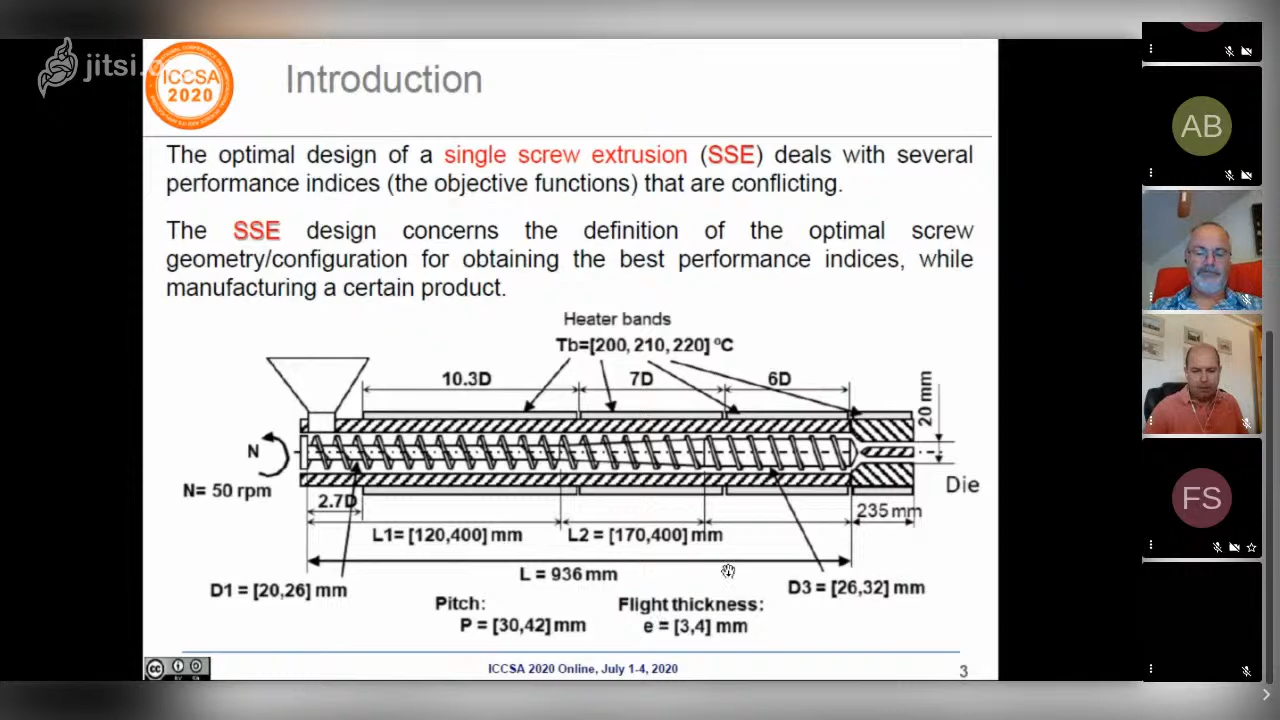 jitsi.o
ICCSA
2020
Introduction
The optimal design of a single screw extrusion (SSE) deals with several
performance indices (the objective functions) that are conflicting.
The SSE design concerns the definition of the optimal screw
geometry/configuration for obtaining the best performance indices, while
manufacturing a certain product.
Heater bands
Tb=[200, 210, 220] ºC
10.3D
7D
6D
20 mm
N
N= 50 rpm
2.7D
Die
235 mm
L1= [120,400] mm
L2 = [170,400] mm
L = 936 mm
D1 = [20,26] mm
D3 = [26,32] mm
Pitch:
P = [30,42] mm
Flight thickness:
e = [3,4] mm
cc
ICCSA 2020 Online, July 1-4, 2020
3
AB
FS